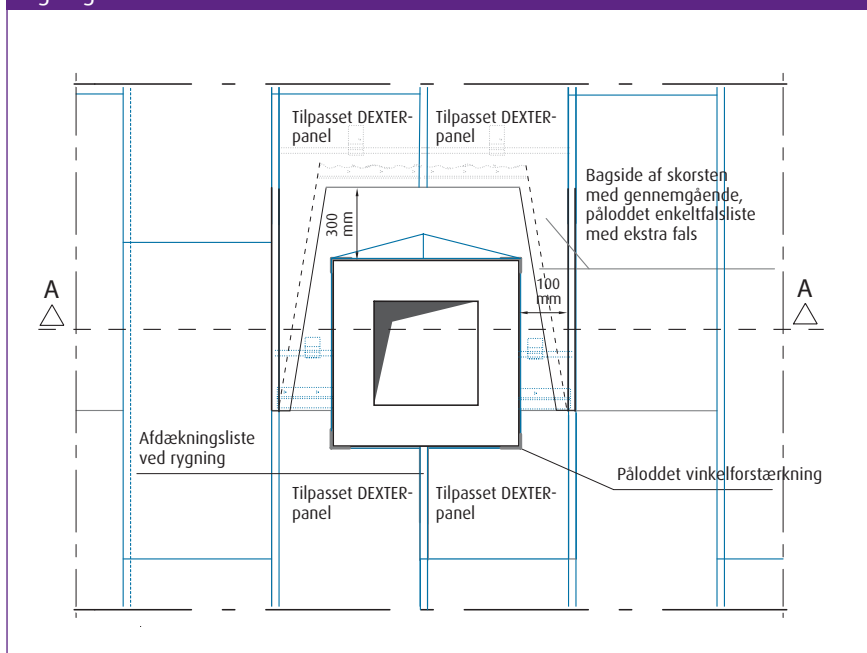 Tilpasset DEXTER-
panel
Tilpasset DEXTER-
panel
Bagside af skorsten
med gennemgående,
påloddet enkeltfalsliste
med ekstra fals
300
mm
100
mm
A
A
Afdækningsliste
ved rygning
Påloddet vinkelforstærkning
Tilpasset DEXTER-
panel
Tilpasset DEXTER-
panel